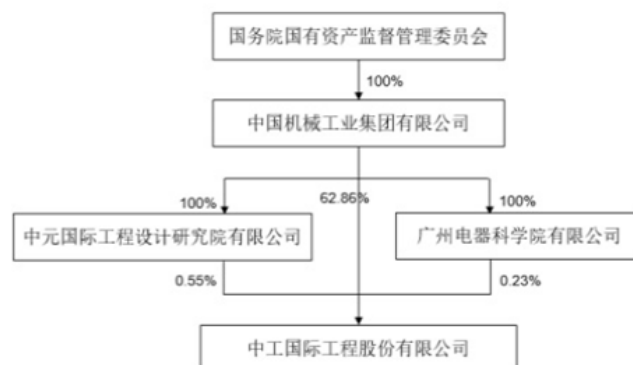 国务院国有资产监督管理委员会
100%
中国机械工业集团有限公司
100%
62.86%
100%
中元国际工程设计研究院有限公司
广州电器科学院有限公司
0.55%
0.23%
中工国际工程股份有限公司